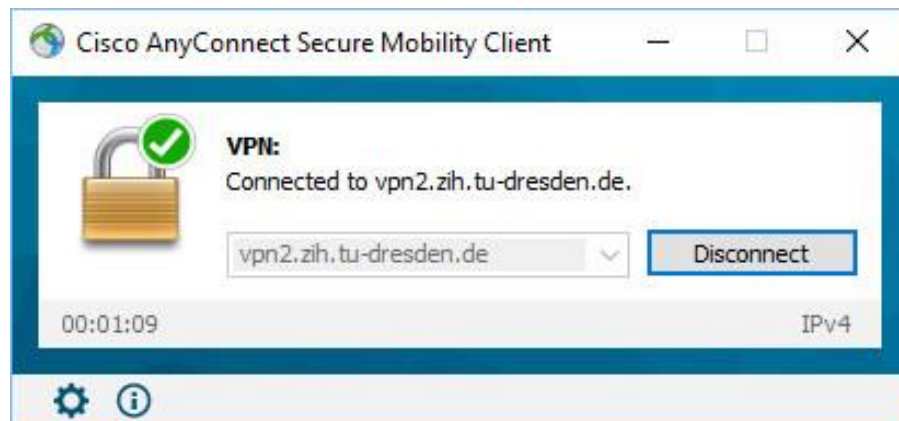 Cisco AnyConnect Secure Mobility Client
VPN:
Connected to vpn2.zih.tu-dresden.de.
vpn2.zih.tu-dresden.de
Disconnect
00:01:09
IPv4